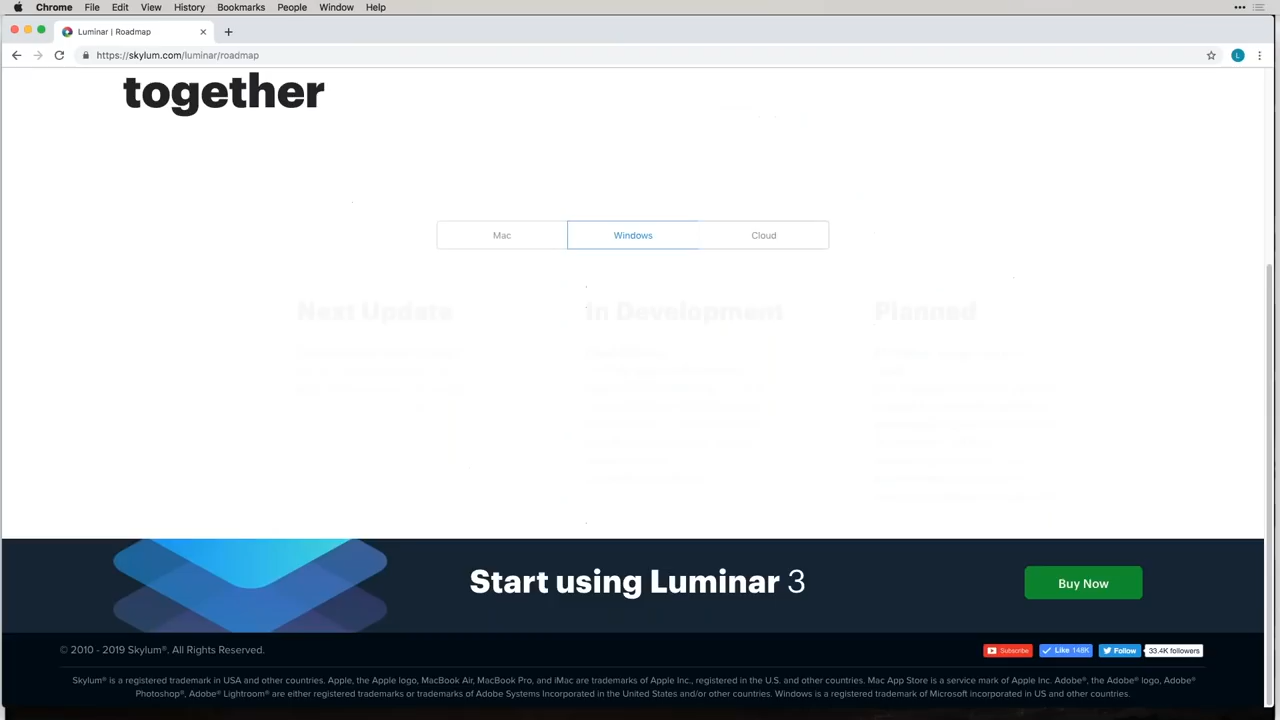 Chrome File Edit View History Bookmarks People Window Help
Luminar | Roadmap
https://skylum.com/luminar/roadmap
L
together
Mac Windows Cloud
Next Update In Development Planned
Start using Luminar 3
Buy Now
© 2010 - 2019 Skylum®. All Rights Reserved.
Subscribe Like 148K Follow 33.4K followers
Skylum® is a registered trademark in USA and other countries. Apple, the Apple logo, MacBook Air, MacBook Pro, and iMac are trademarks of Apple Inc., registered in the U.S. and other countries. Mac App Store is a service mark of Apple Inc. Adobe®, the Adobe® logo, Adobe®
Photoshop®, Adobe® Lightroom® are either registered trademarks or trademarks of Adobe Systems Incorporated in the United States and/or other countries. Windows is a registered trademark of Microsoft incorporated in US and other countries.